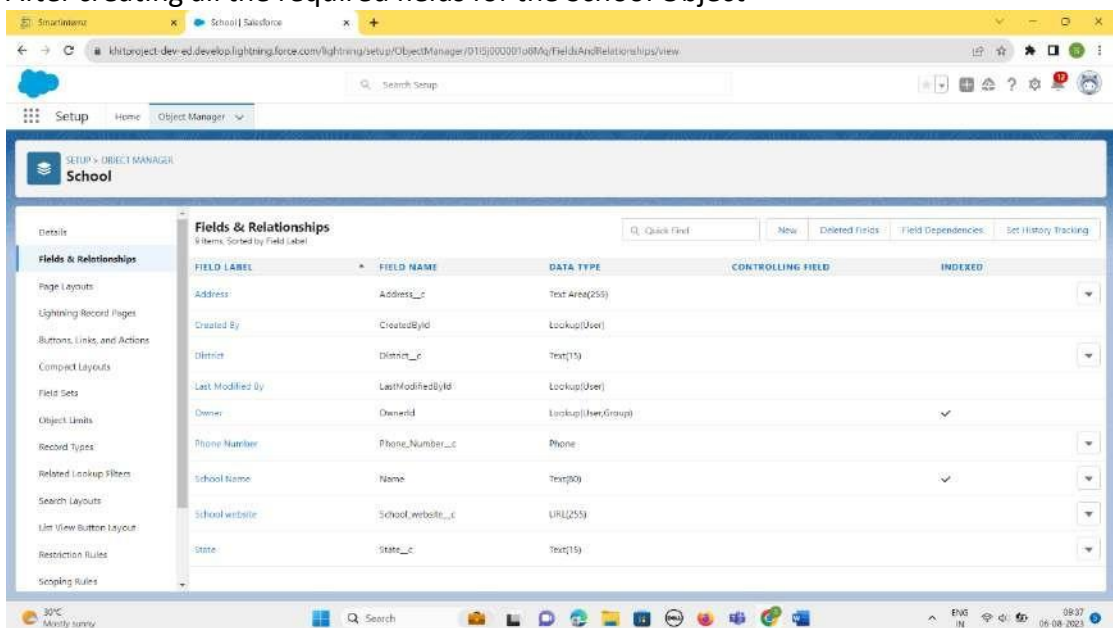 After creating all the required fields for the School Object
Smartinternz
School | Salesforce
khitproject-dev-ed.develop.lightning.force.com/lightning/setup/ObjectManager/
/FieldsAndRelationships/view
Search Setup
Setup Home Object Manager
SETUP > OBJECT MANAGER
School
Details
Fields & Relationships
Page Layouts
Lightning Record Pages
Buttons, Links, and Actions
Compact Layouts
Field Sets
Object Limits
Record Types
Related Lookup Filters
Search Layouts
List View Button Layout
Restriction Rules
Scoping Rules
Fields & Relationships
9 Items, Sorted by Field Label
Quick Find New Deleted Fields Field Dependencies Set History Tracking
FIELD LABEL FIELD NAME DATA TYPE CONTROLLING FIELD INDEXED
Address Address__c Text Area(255)
Created By CreatedById Lookup(User)
District District__c Text(15)
Last Modified By LastModifiedById Lookup(User)
Owner OwnerId Lookup(User,Group)
Phone Number Phone_Number__c Phone
School Name Name Text(80)
School website School_website__c URL(255)
State State__c Text(15)
30°C
Mostly sunny
Search
ENG
IN
09:37
06-08-2023